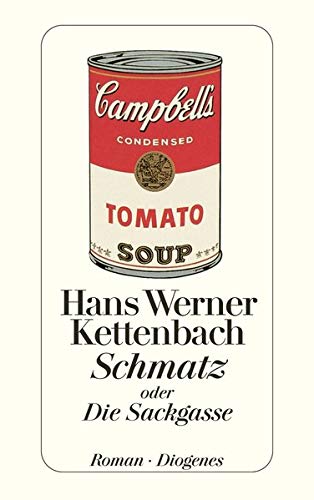 Campbell's
CONDENSED
TOMATO
SOUP
Hans Werner
Kettenbach
Schmatz
oder
Die Sackgasse
Roman · Diogenes